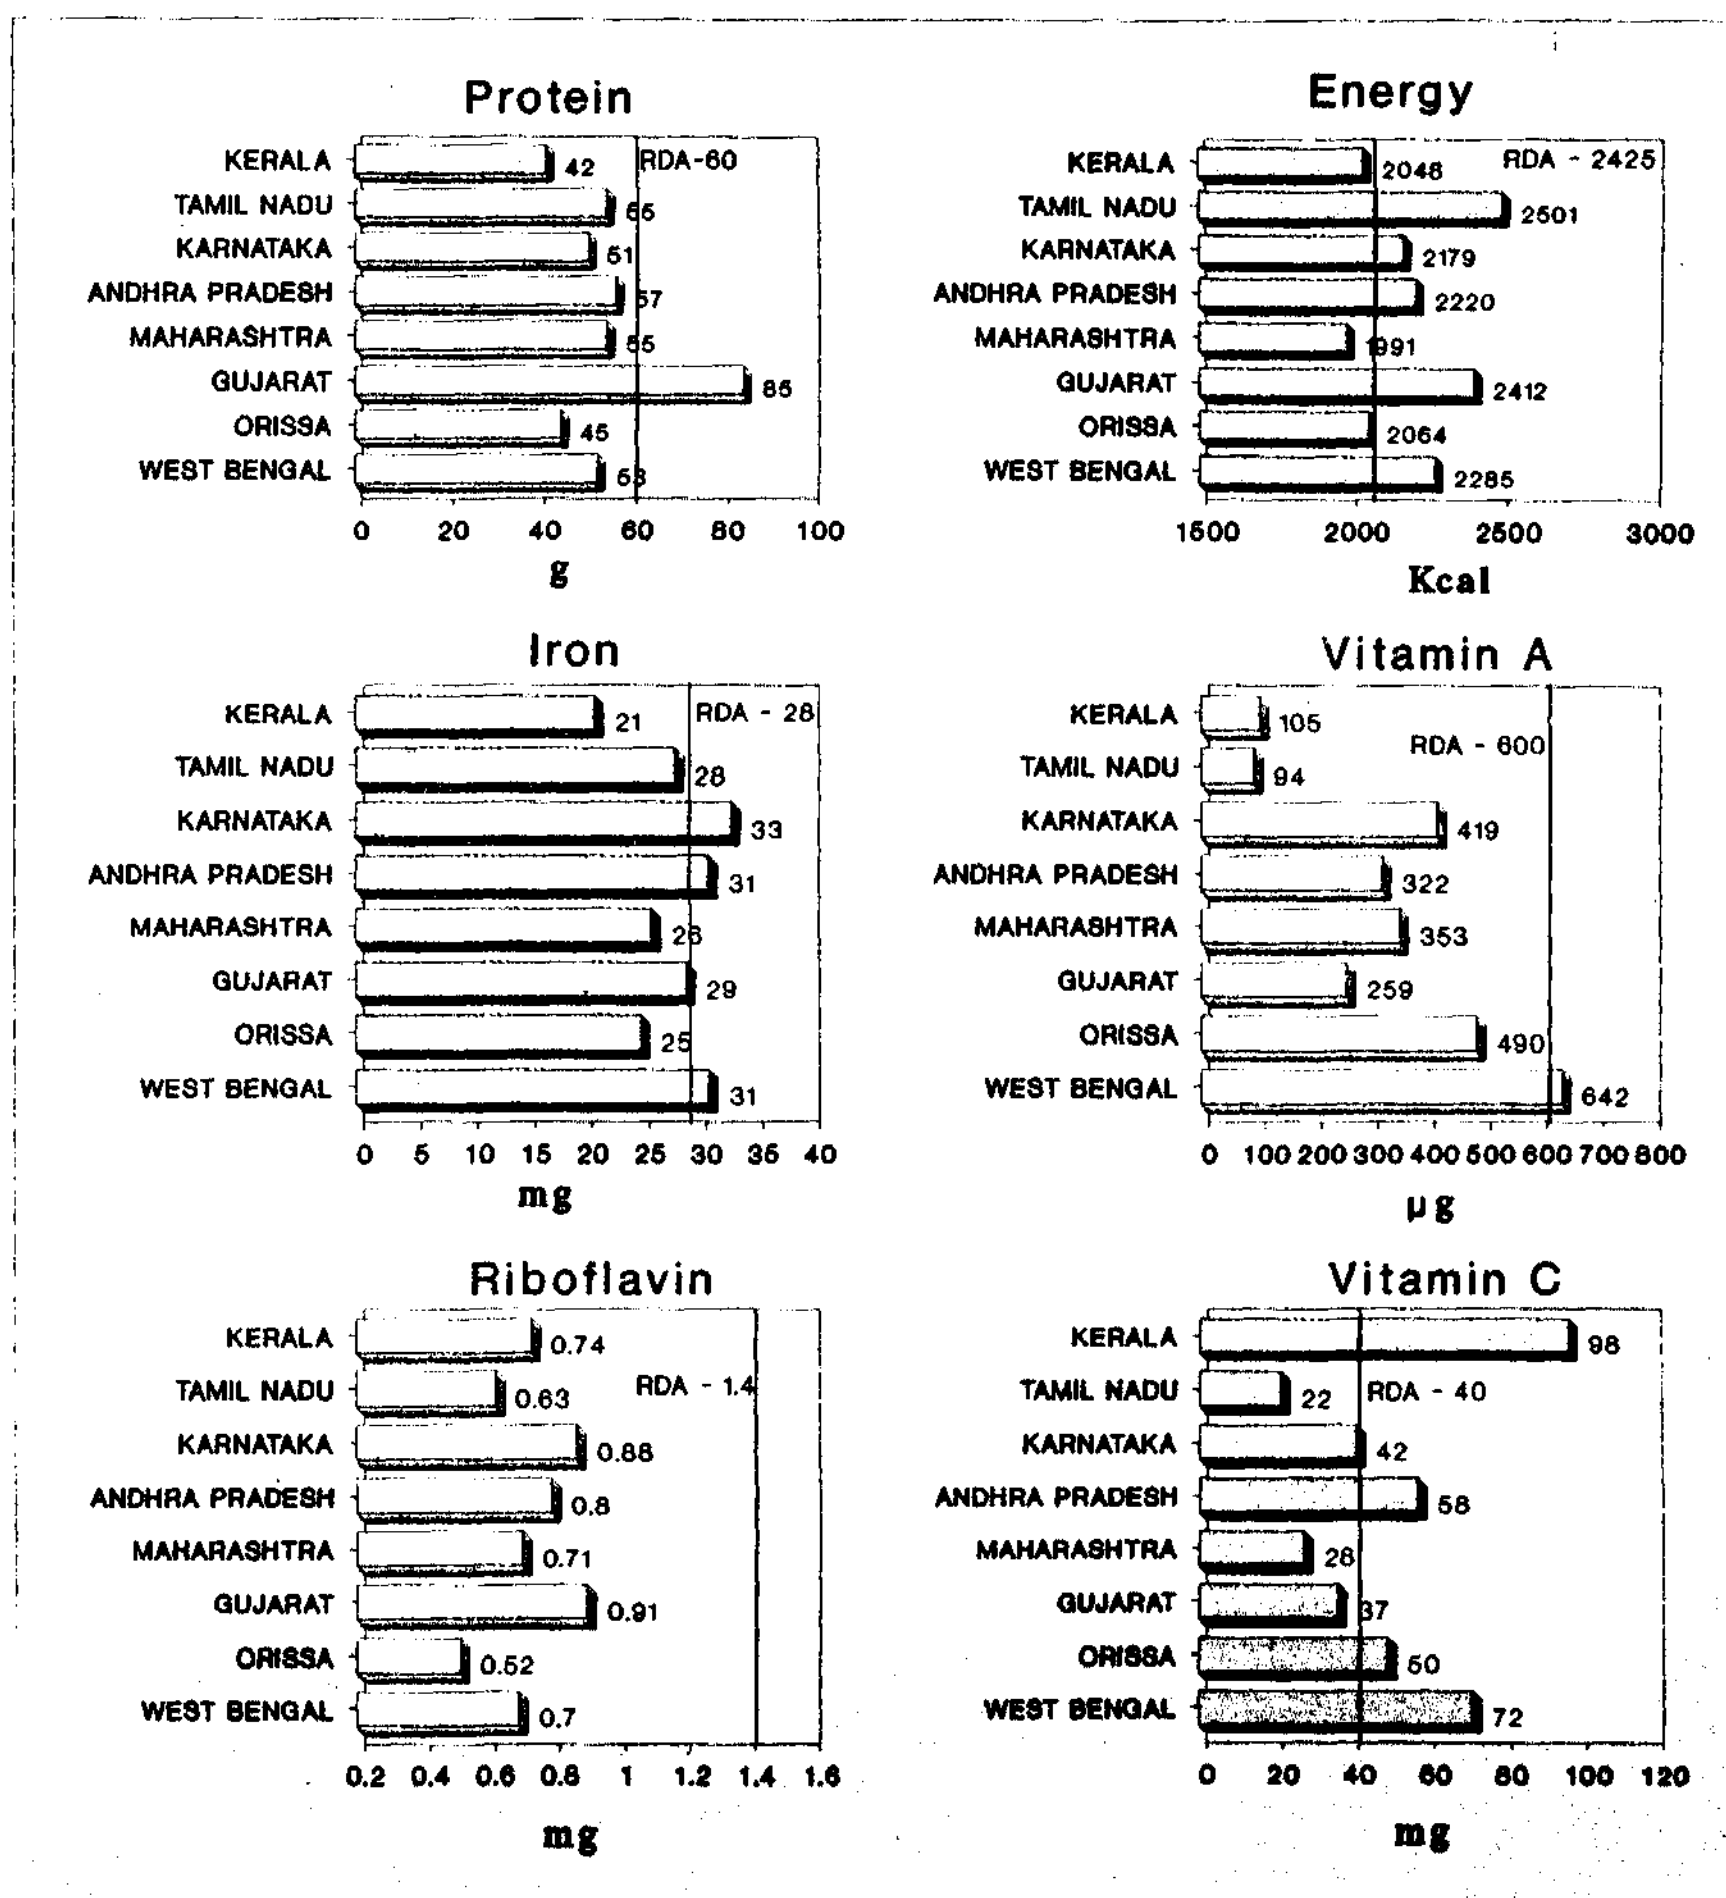 Protein
KERALA 42 RDA-60
TAMIL NADU 55
KARNATAKA 51
ANDHRA PRADESH 57
MAHARASHTRA 55
GUJARAT 85
ORISSA 45
WEST BENGAL 53
0 20 40 60 80 100
g
Energy
KERALA 2048 RDA - 2425
TAMIL NADU 2501
KARNATAKA 2179
ANDHRA PRADESH 2220
MAHARASHTRA 1991
GUJARAT 2412
ORISSA 2064
WEST BENGAL 2285
1500 2000 2500 3000
Kcal
Iron
KERALA 21 RDA - 28
TAMIL NADU 28
KARNATAKA 33
ANDHRA PRADESH 31
MAHARASHTRA 26
GUJARAT 29
ORISSA 25
WEST BENGAL 31
0 5 10 15 20 25 30 35 40
mg
Vitamin A
KERALA 105
RDA - 600
TAMIL NADU 94
KARNATAKA 419
ANDHRA PRADESH 322
MAHARASHTRA 353
GUJARAT 259
ORISSA 490
WEST BENGAL 642
0 100 200 300 400 500 600 700 800
µg
Riboflavin
KERALA 0.74
TAMIL NADU 0.63 RDA - 1.4
KARNATAKA 0.88
ANDHRA PRADESH 0.8
MAHARASHTRA 0.71
GUJARAT 0.91
ORISSA 0.52
WEST BENGAL 0.7
0.2 0.4 0.6 0.8 1 1.2 1.4 1.6
mg
Vitamin C
KERALA 98
TAMIL NADU 22 RDA - 40
KARNATAKA 42
ANDHRA PRADESH 58
MAHARASHTRA 28
GUJARAT 37
ORISSA 50
WEST BENGAL 72
0 20 40 60 80 100 120
mg